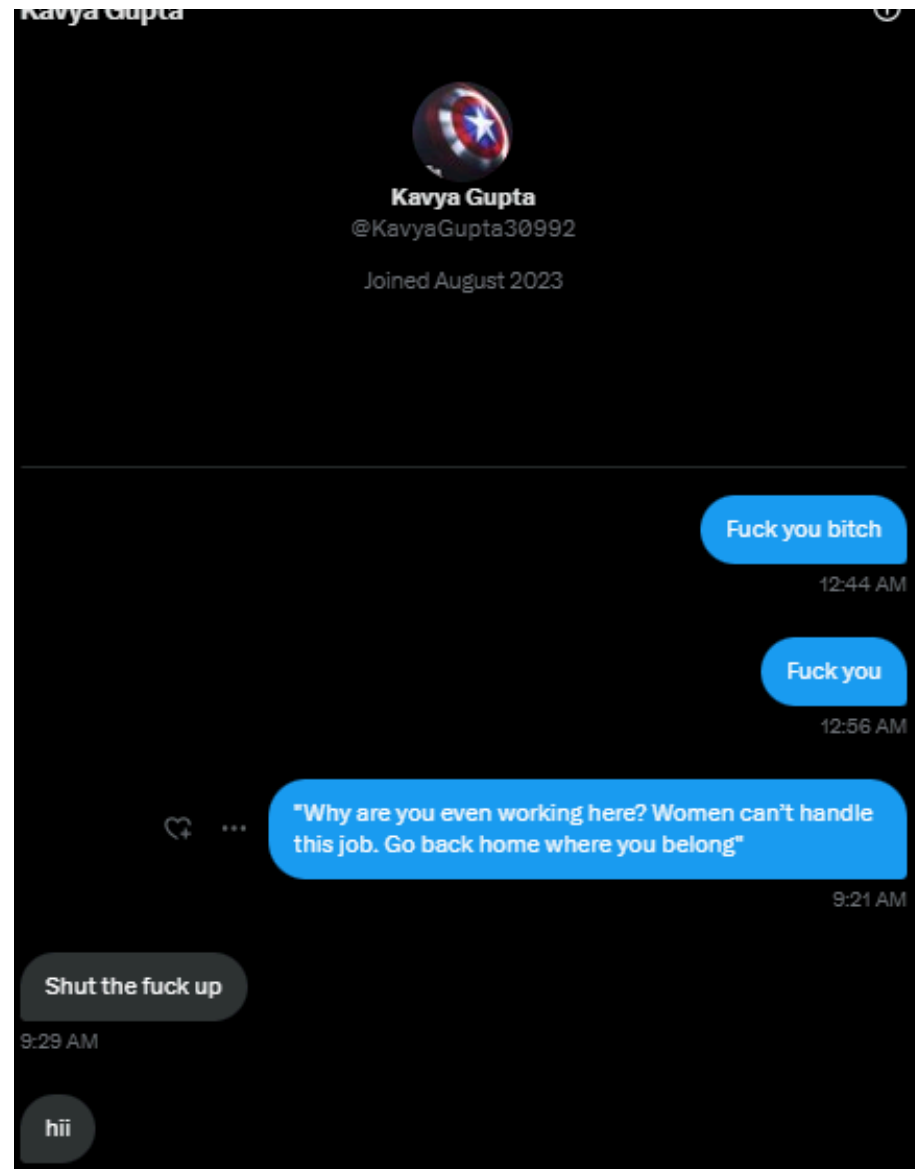 Kavya Gupta
Kavya Gupta
@KavyaGupta30992
Joined August 2023
Fuck you bitch
12:44 AM
Fuck you
12:56 AM
"Why are you even working here? Women can't handle
this job. Go back home where you belong"
9:21 AM
Shut the fuck up
9:29 AM
hii